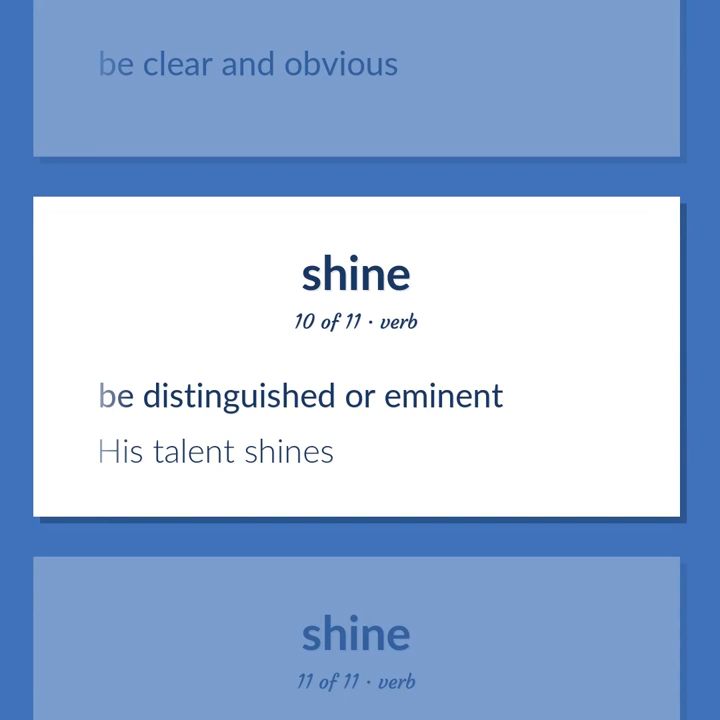 be clear and obvious
shine
10 of 11 · verb
be distinguished or eminent
His talent shines
shine
11 of 11 · verb